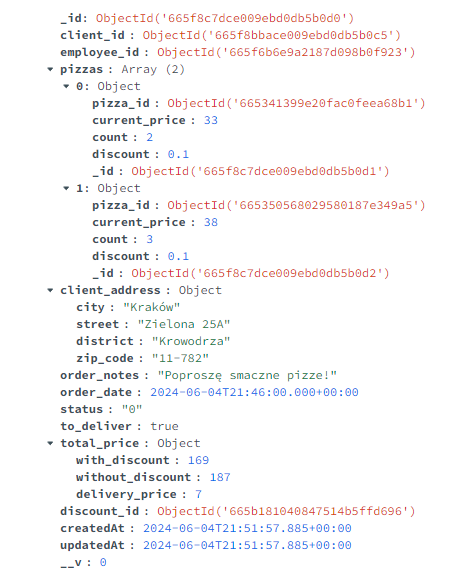 _id: ObjectId('665f8c7dce009ebd0db5b0d0')
client_id : ObjectId('665f8bbace009ebd0db5b0c5')
employee_id : ObjectId('665f6b6e9a2187d098b0f923')
pizzas : Array (2)
0: Object
pizza_id : ObjectId('665341399e20fac0feea68b1')
current_price : 33
count : 2
discount : 0.1
_id : ObjectId('665f8c7dce009ebd0db5b0d1')
1: Object
pizza_id : ObjectId('665350568029580187e349a5')
current_price : 38
count : 3
discount : 0.1
_id : ObjectId('665f8c7dce009ebd0db5b0d2')
client_address : Object
city : "Kraków"
street : "Zielona 25A"
district : "Krowodrza"
zip_code : "11-782"
order_notes : "Poproszę smaczne pizze!"
order_date : 2024-06-04T21:46:00.000+00:00
status : "0"
to_deliver : true
total_price : Object
with_discount : 169
without_discount : 187
delivery_price : 7
discount_id : ObjectId('665b181040847514b5ffd696')
createdAt : 2024-06-04T21:51:57.885+00:00
updatedAt : 2024-06-04T21:51:57.885+00:00
__v : 0